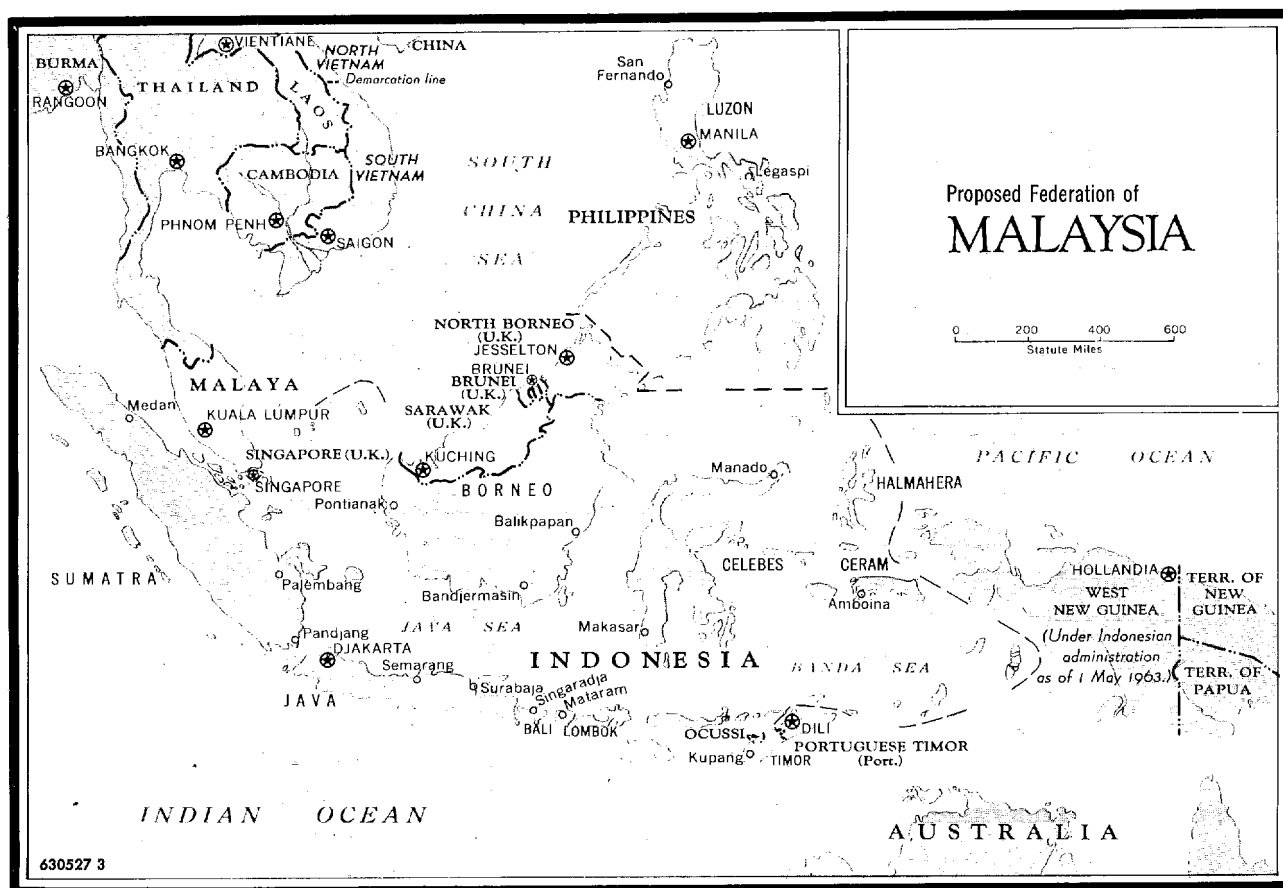 VIENTIANE
NORTH
VIETNAM
CHINA
Demarcation line
BURMA
RANGOON
THAILAND
LAOS
BANGKOK
CAMBODIA
SOUTH
VIETNAM
PHNOM PENH
SAIGON
SOUTH
CHINA
SEA
San
Fernando
LUZON
MANILA
Legaspi
PHILIPPINES
Proposed Federation of
MALAYSIA
0 200 400 600
Statute Miles
NORTH BORNEO
(U.K.)
JESSELTON
BRUNEI
BRUNEI
(U.K.)
SARAWAK
(U.K.)
MALAYA
Medan
KUALA LUMPUR
SINGAPORE (U.K.)
SINGAPORE
KUCHING
BORNEO
Pontianak
Balikpapan
Manado
HALMAHERA
PACIFIC OCEAN
SUMATRA
Palembang
Bandjermasin
CELEBES
CERAM
Amboina
HOLLANDIA
WEST
NEW GUINEA
(Under Indonesian
administration
as of 1 May 1963.)
TERR. OF
NEW
GUINEA
TERR. OF
PAPUA
Pandjang
DJAKARTA
JAVA SEA
Makasar
Semarang
INDONESIA
BANDA SEA
JAVA
Surabaja
Singaradja
Mataram
BALI
LOMBOK
OCUSSI
DILI
PORTUGUESE TIMOR
(Port.)
Kupang
TIMOR
INDIAN OCEAN
AUSTRALIA
630527 3